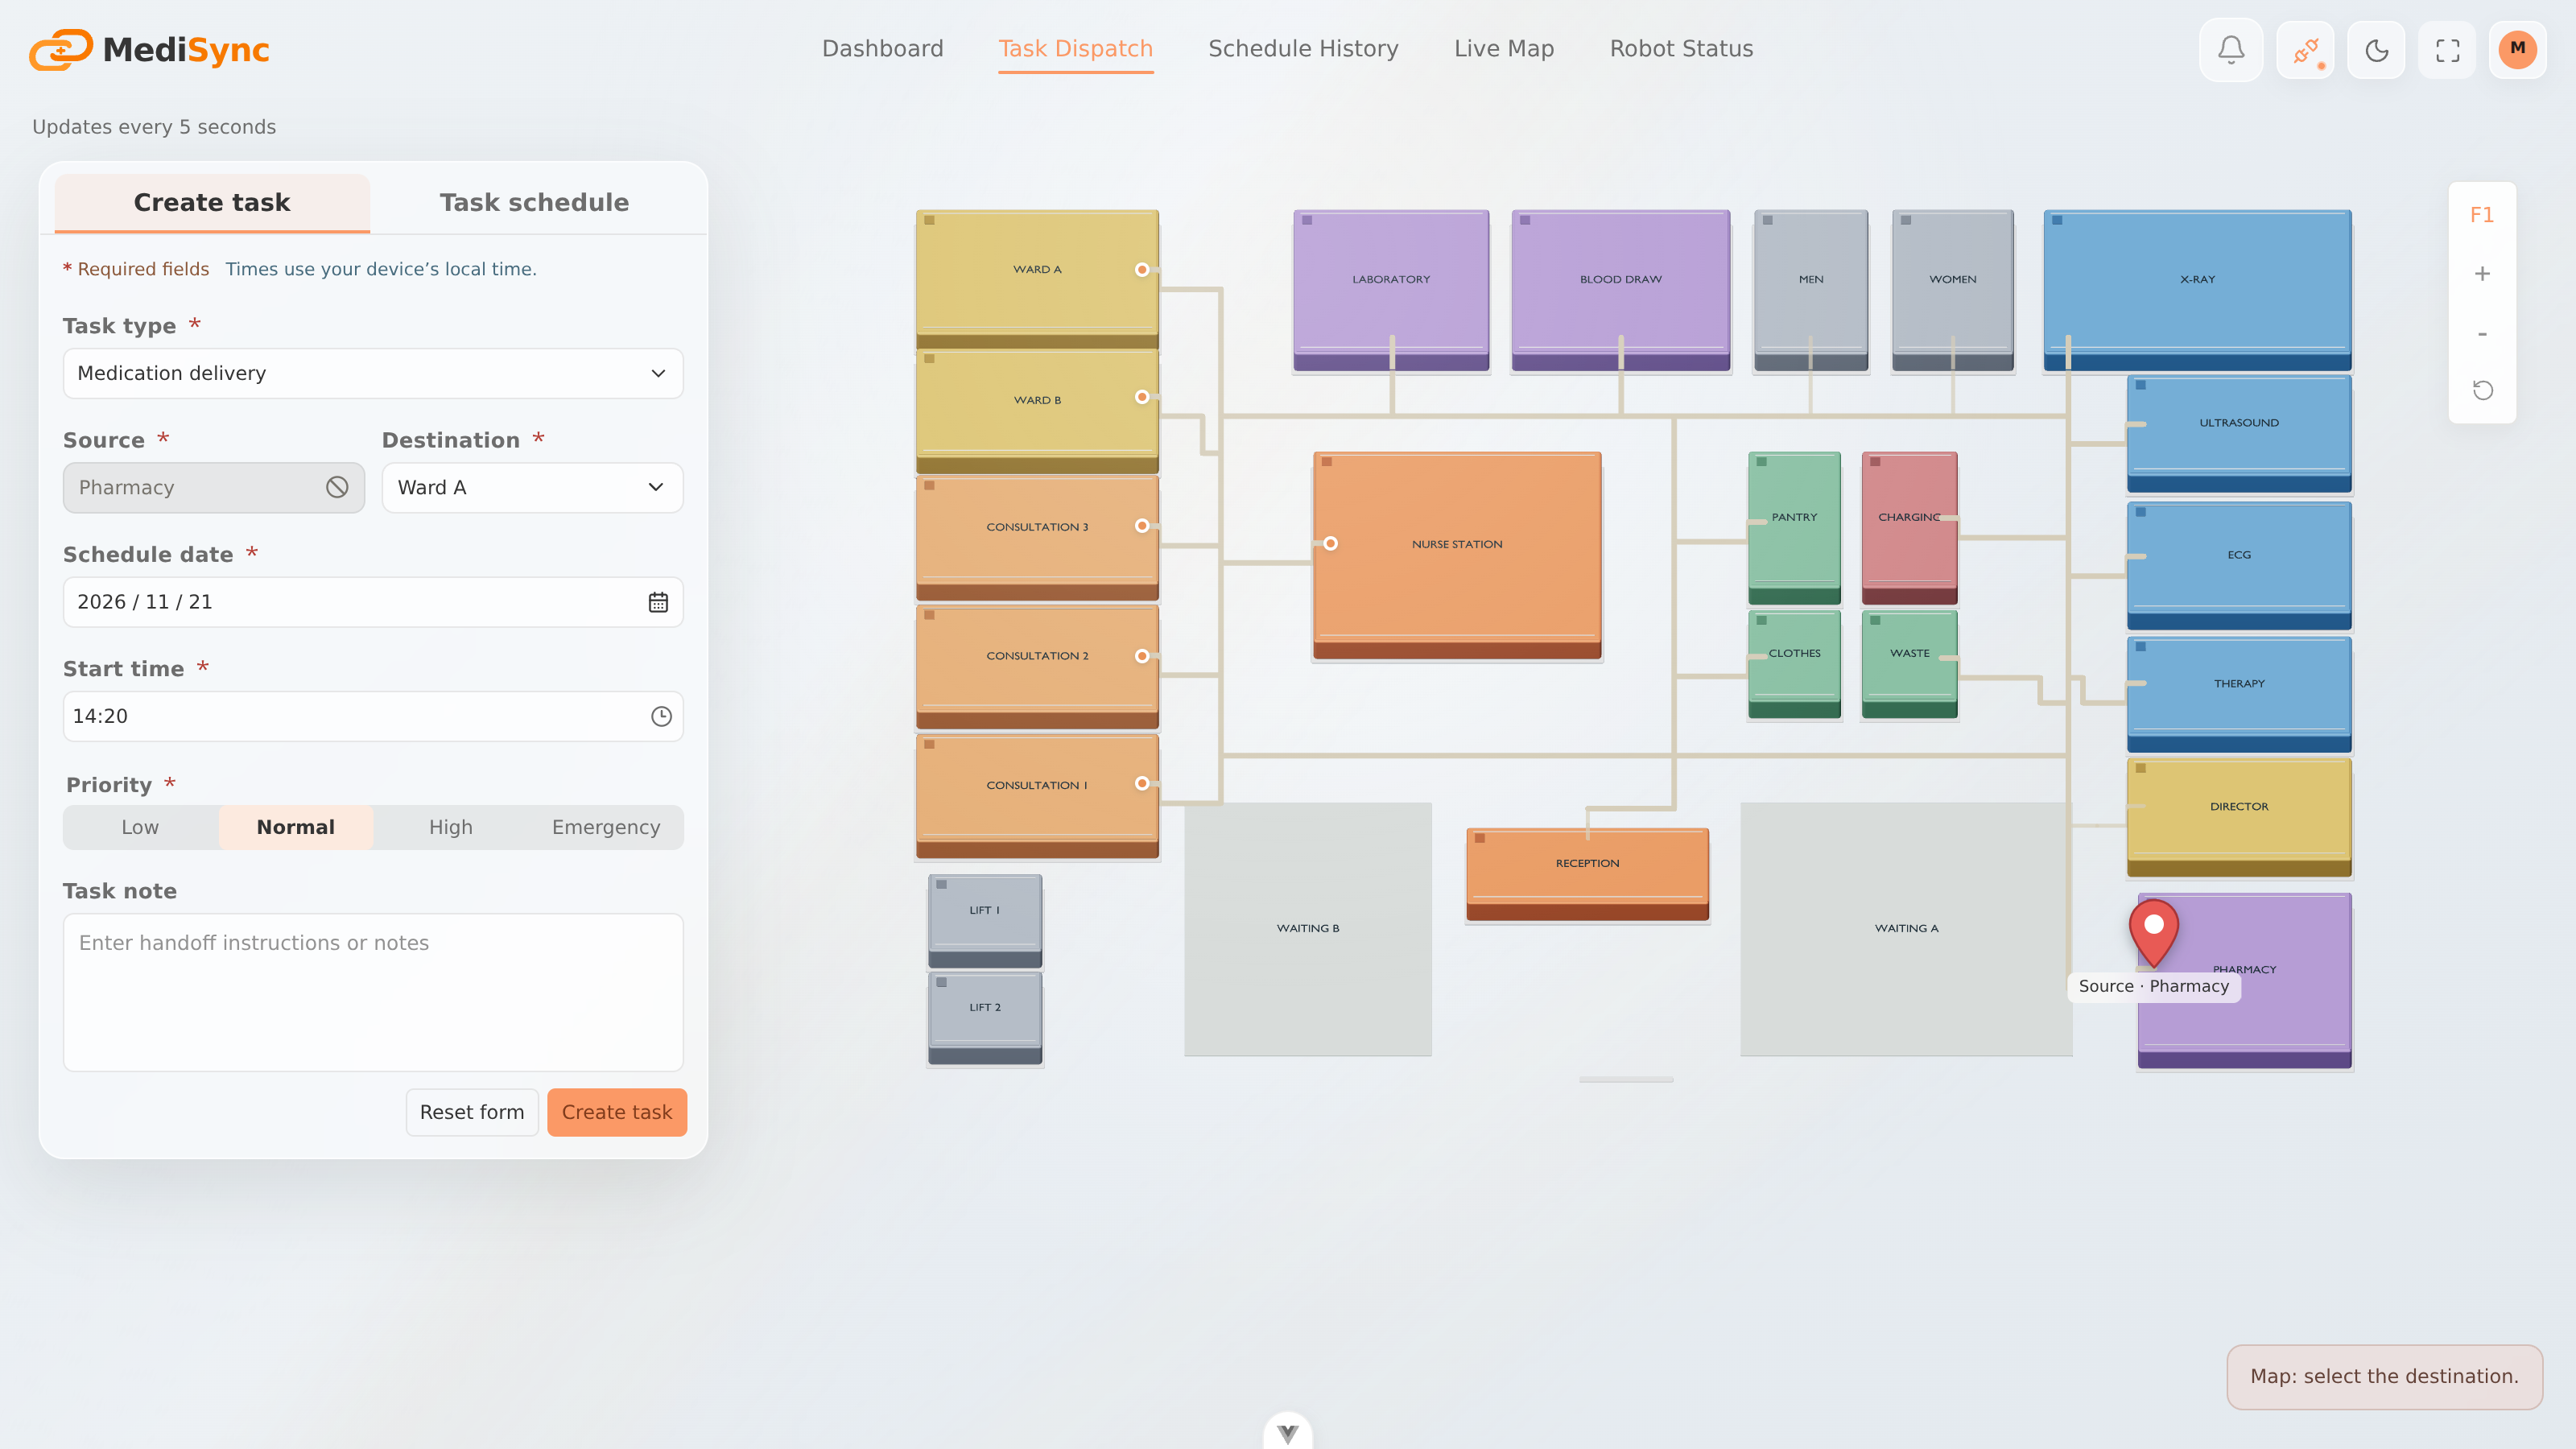 MediSync
Dashboard
Task Dispatch
Schedule History
Live Map
Robot Status
M
Updates every 5 seconds
Create task
Task schedule
* Required fields Times use your device’s local time.
Task type *
Medication delivery
Source *
Destination *
Pharmacy
Ward A
Schedule date *
2026 / 11 / 21
Start time *
14:20
Priority *
Low
Normal
High
Emergency
Task note
Enter handoff instructions or notes
Reset form
Create task
WARD A
LABORATORY
BLOOD DRAW
MEN
WOMEN
X-RAY
WARD B
ULTRASOUND
CONSULTATION 3
NURSE STATION
PANTRY
CHARGING
ECG
CONSULTATION 2
CLOTHES
WASTE
THERAPY
CONSULTATION 1
RECEPTION
DIRECTOR
LIFT 1
WAITING B
WAITING A
PHARMACY
Source · Pharmacy
LIFT 2
F1
+
-
Map: select the destination.